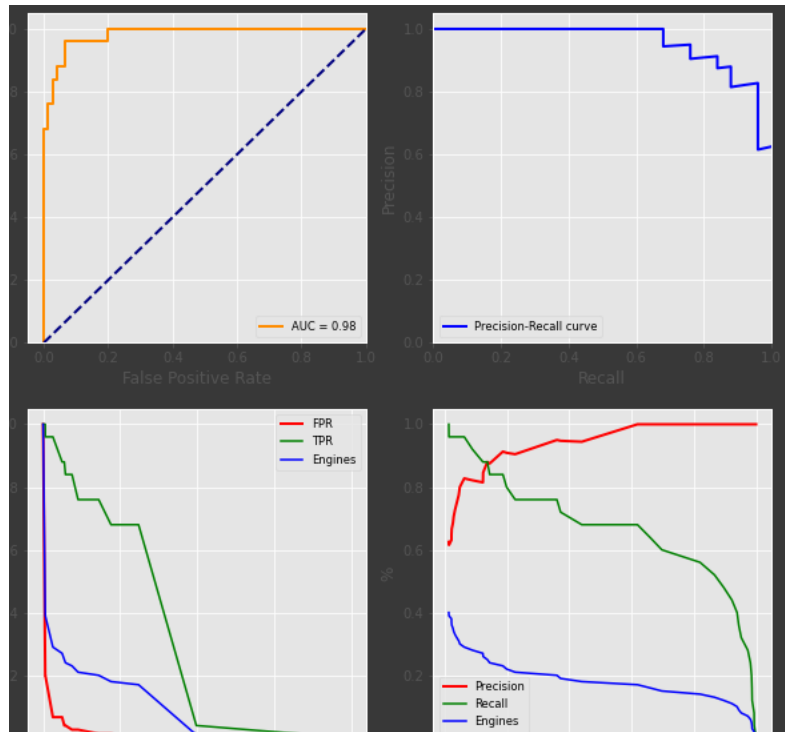 AUC = 0.98
0.0 0.2 0.4 0.6 0.8 1.0
False Positive Rate
1.0
0.8
0.6
0.4
0.2
0.0
Precision
Precision-Recall curve
0.0 0.2 0.4 0.6 0.8 1.0
Recall
FPR
TPR
Engines
1.0
0.8
0.6
0.4
0.2
%
Precision
Recall
Engines